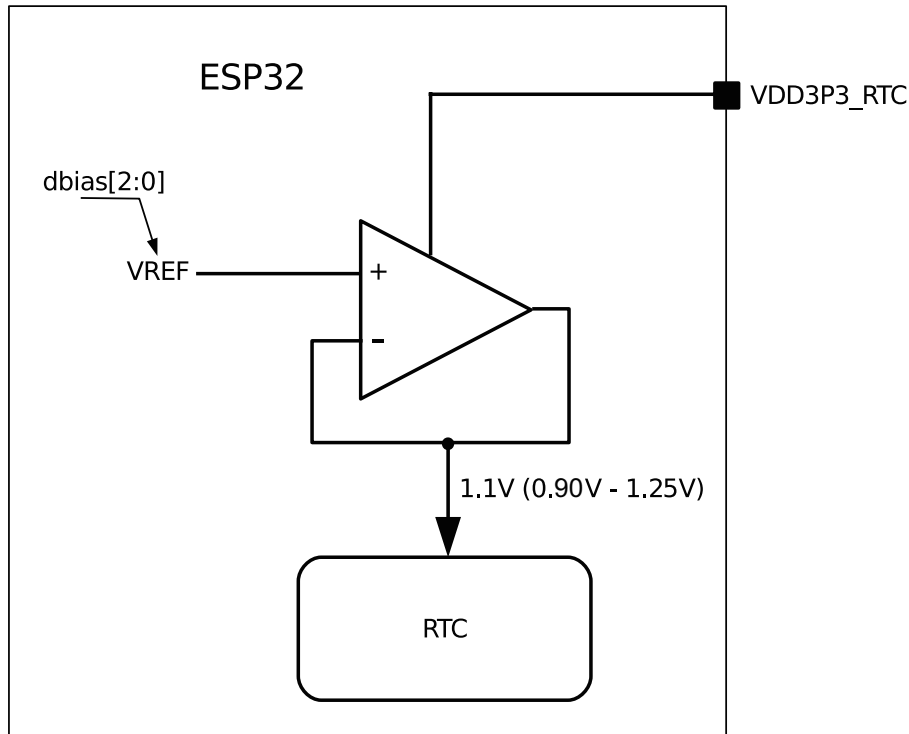 ESP32
VDD3P3_RTC
dbias[2:0]
VREF
+
-
1.1V (0.90V - 1.25V)
RTC